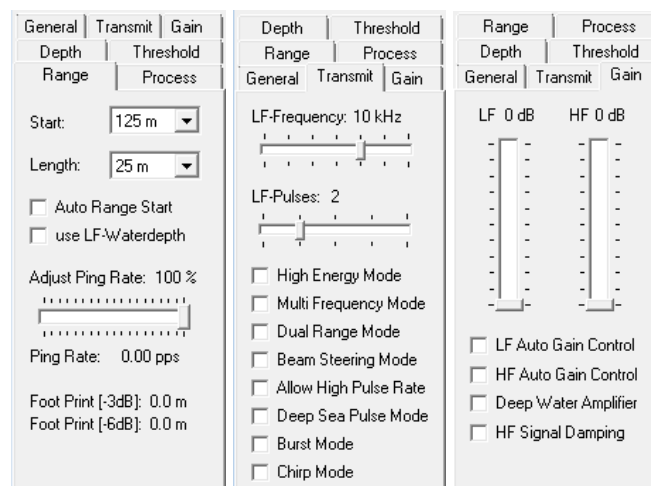 General Transmit Gain
Depth Threshold
Range Process
Start: 125 m
Length: 25 m
Auto Range Start
use LF-Waterdepth
Adjust Ping Rate: 100 %
Ping Rate: 0.00 pps
Foot Print [-3dB]: 0.0 m
Foot Print [-6dB]: 0.0 m
Depth Threshold
Range Process
General Transmit Gain
LF-Frequency: 10 kHz
LF-Pulses: 2
High Energy Mode
Multi Frequency Mode
Dual Range Mode
Beam Steering Mode
Allow High Pulse Rate
Deep Sea Pulse Mode
Burst Mode
Chirp Mode
Range Process
Depth Threshold
General Transmit Gain
LF 0 dB HF 0 dB
LF Auto Gain Control
HF Auto Gain Control
Deep Water Amplifier
HF Signal Damping